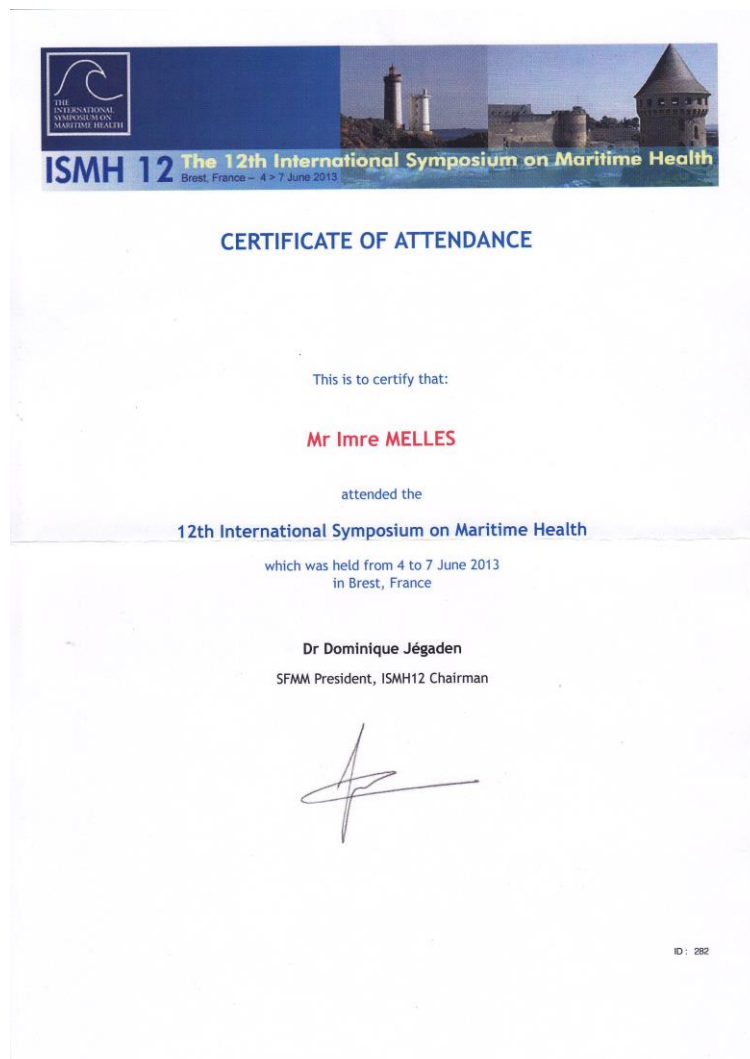 THE
INTERNATIONAL
SYMPOSIUM ON
MARITIME HEALTH
ISMH 12 The 12th International Symposium on Maritime Health
Brest, France – 4 > 7 June 2013
CERTIFICATE OF ATTENDANCE
This is to certify that:
Mr Imre MELLES
attended the
12th International Symposium on Maritime Health
which was held from 4 to 7 June 2013
in Brest, France
Dr Dominique Jégaden
SFMM President, ISMH12 Chairman
ID : 282